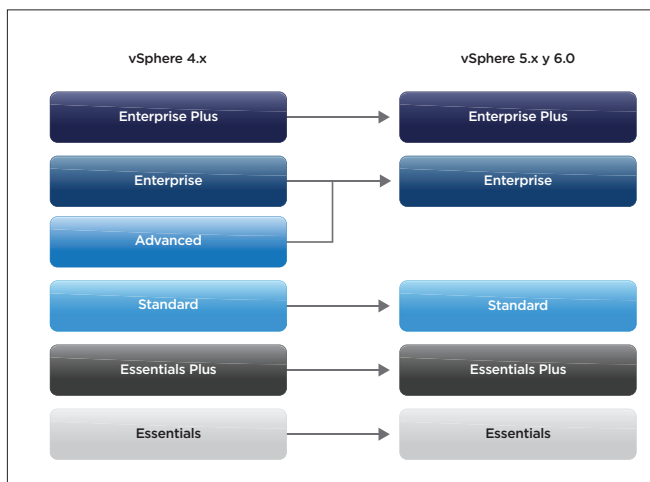 vSphere 4.x
vSphere 5.x y 6.0
Enterprise Plus
Enterprise Plus
Enterprise
Enterprise
Advanced
Standard
Standard
Essentials Plus
Essentials Plus
Essentials
Essentials